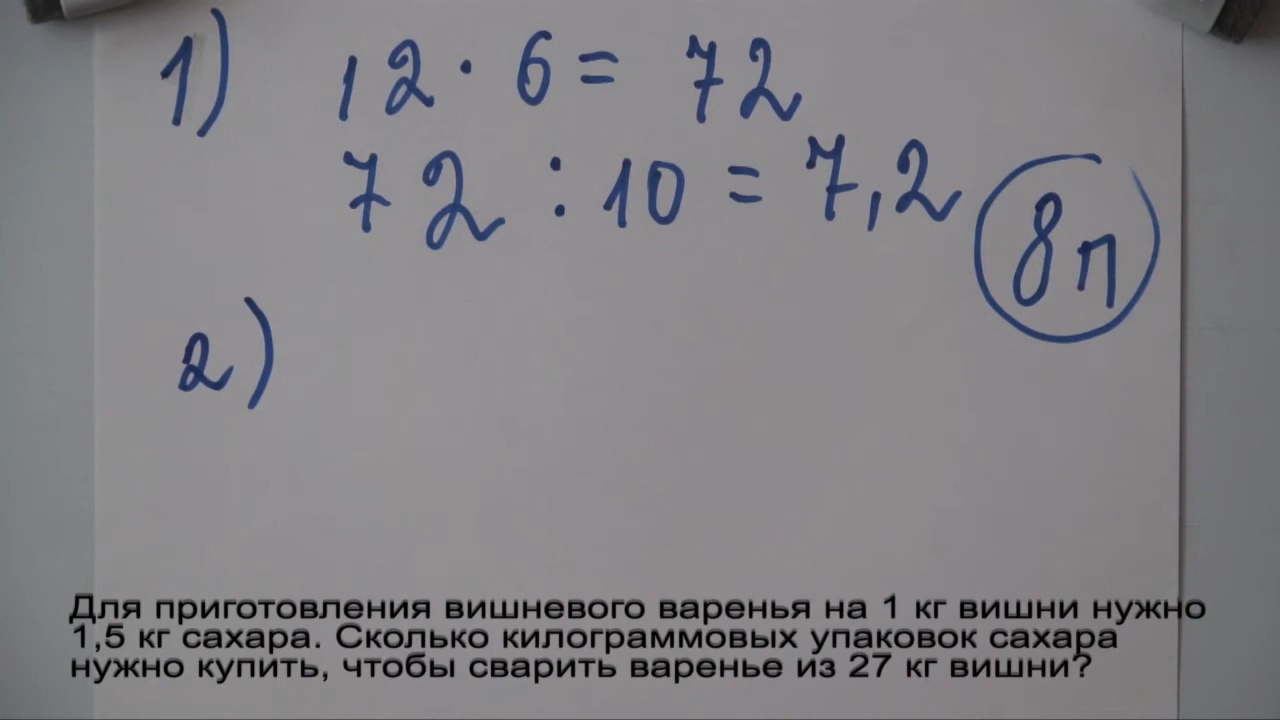 1) 12 · 6 = 72
72 : 10 = 7,2 8п
2)
Для приготовления вишневого варенья на 1 кг вишни нужно
1,5 кг сахара. Сколько килограммовых упаковок сахара
нужно купить, чтобы сварить варенье из 27 кг вишни?